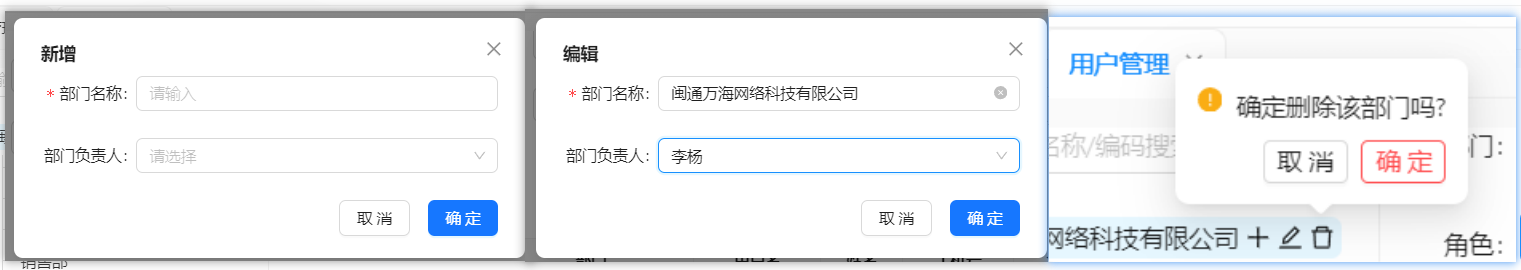 新增
* 部门名称: 请输入
部门负责人: 请选择
取 消 确 定
销售部
编辑
* 部门名称: 闽通万海网络科技有限公司
部门负责人: 李杨
取 消 确 定
用户管理
确定删除该部门吗?
名称/编码搜索
取 消 确 定
网络科技有限公司
角色: